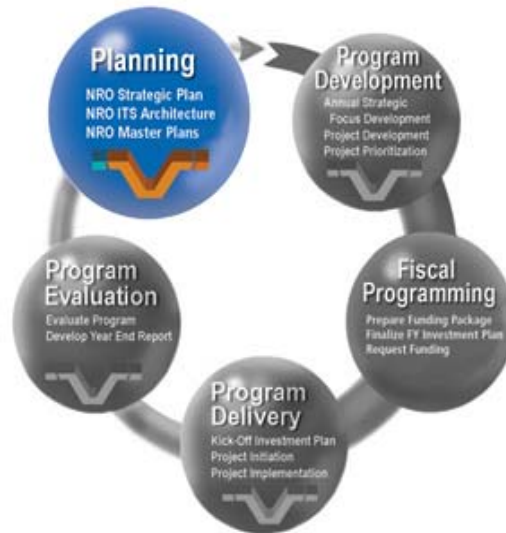 Planning
NRO Strategic Plan
NRO ITS Architecture
NRO Master Plans
Program
Development
Annual Strategic
Focus Development
Project Development
Project Prioritization
Fiscal
Programming
Prepare Funding Package
Finalize FY Investment Plan
Request Funding
Program
Delivery
Kick-Off Investment Plan
Project Initiation
Project Implementation
Program
Evaluation
Evaluate Program
Develop Year End Report